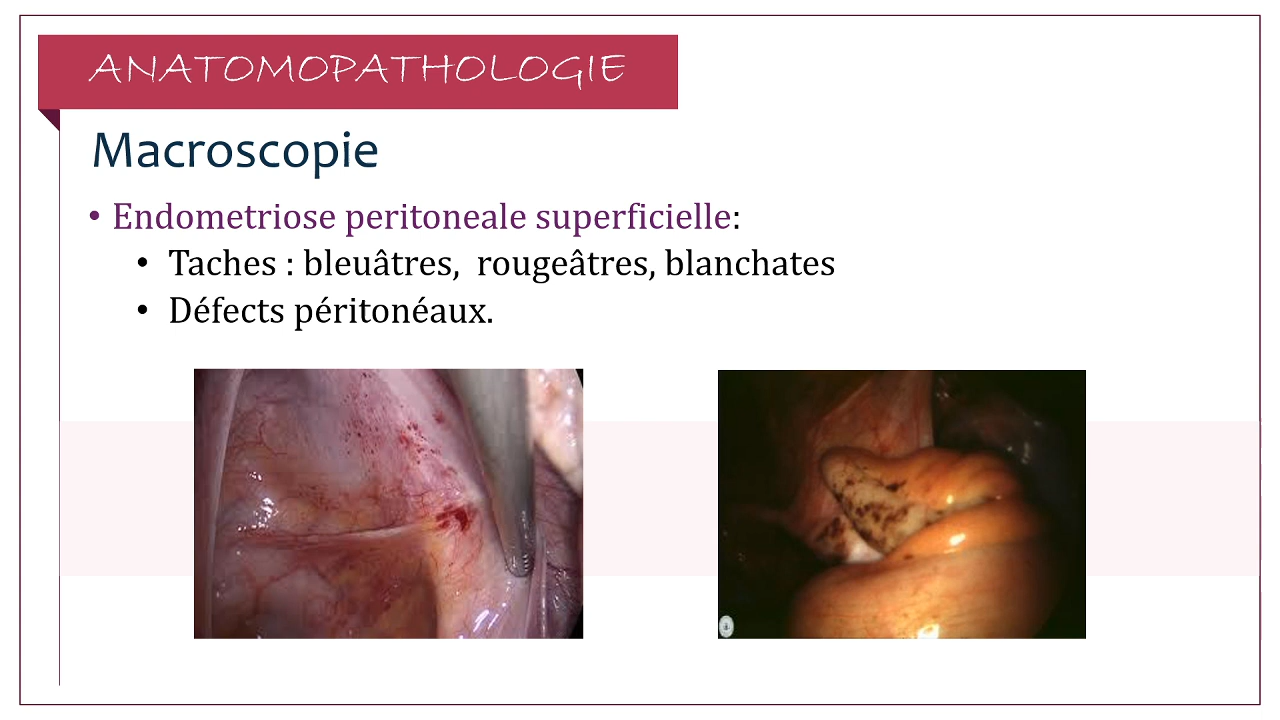 ANATOMOPATHOLOGIE
Macroscopie
• Endometriose peritoneale superficielle:
• Taches : bleuâtres, rougeâtres, blanchates
• Défects péritonéaux.